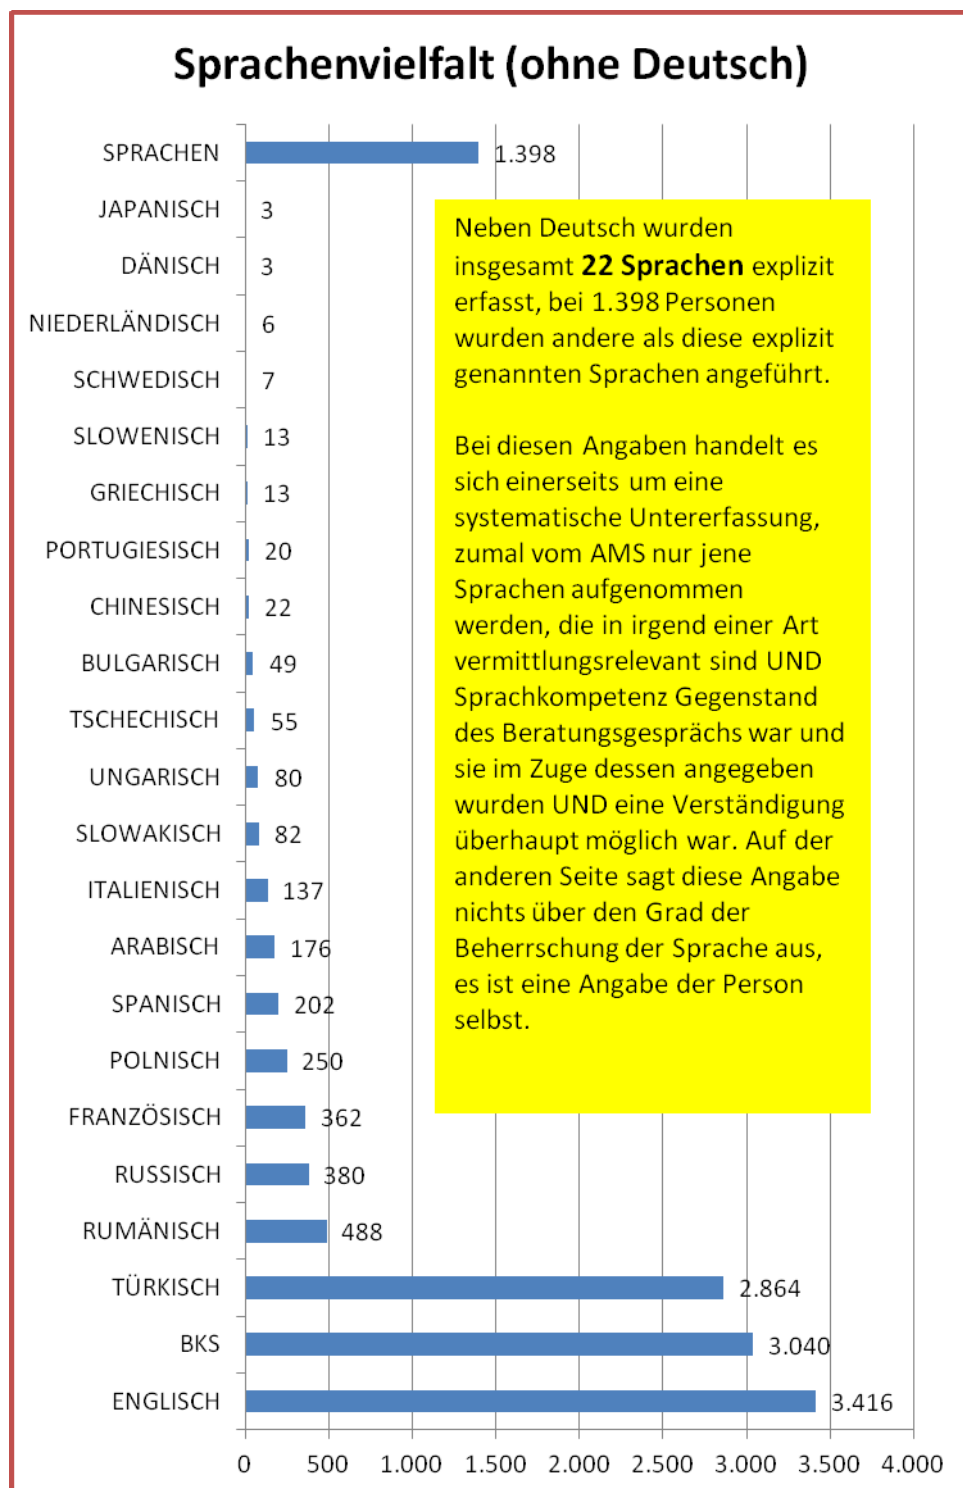 Sprachenvielfalt (ohne Deutsch)
SPRACHEN 1.398
JAPANISCH 3
DÄNISCH 3
NIEDERLÄNDISCH 6
SCHWEDISCH 7
SLOWENISCH 13
GRIECHISCH 13
PORTUGIESISCH 20
CHINESISCH 22
BULGARISCH 49
TSCHECHISCH 55
UNGARISCH 80
SLOWAKISCH 82
ITALIENISCH 137
ARABISCH 176
SPANISCH 202
POLNISCH 250
FRANZÖSISCH 362
RUSSISCH 380
RUMÄNISCH 488
TÜRKISCH 2.864
BKS 3.040
ENGLISCH 3.416
0 500 1.000 1.500 2.000 2.500 3.000 3.500 4.000
Neben Deutsch wurden
insgesamt 22 Sprachen explizit
erfasst, bei 1.398 Personen
wurden andere als diese explizit
genannten Sprachen angeführt.
Bei diesen Angaben handelt es
sich einerseits um eine
systematische Untererfassung,
zumal vom AMS nur jene
Sprachen aufgenommen
werden, die in irgend einer Art
vermittlungsrelevant sind UND
Sprachkompetenz Gegenstand
des Beratungsgesprächs war und
sie im Zuge dessen angegeben
wurden UND eine Verständigung
überhaupt möglich war. Auf der
anderen Seite sagt diese Angabe
nichts über den Grad der
Beherrschung der Sprache aus,
es ist eine Angabe der Person
selbst.